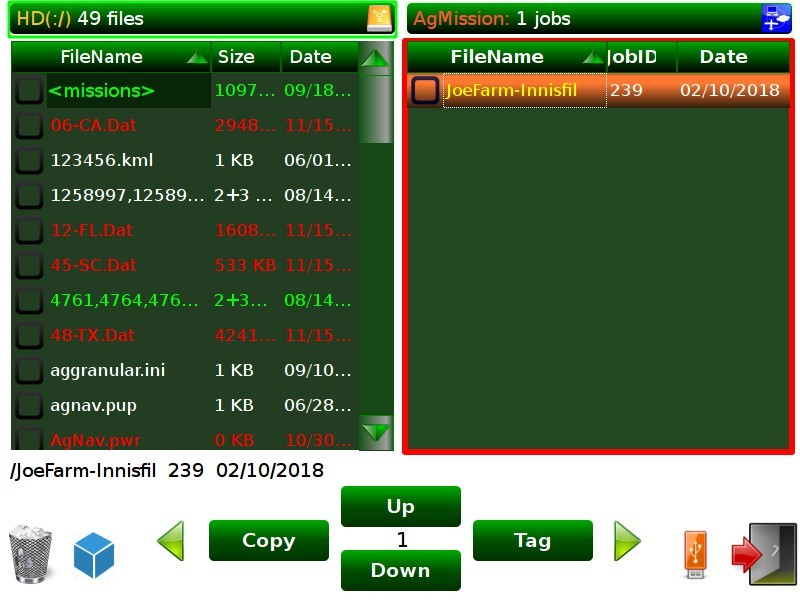 HD(:/) 49 files
FileName Size Date
<missions> 1097... 09/18...
06-CA.Dat 2948... 11/15...
123456.kml 1 KB 06/01...
1258997,12589... 2+3 ... 08/14...
12-FL.Dat 1608... 11/15...
45-SC.Dat 533 KB 11/15...
4761,4764,476... 2+3... 08/14...
48-TX.Dat 4241... 11/15...
aggranular.ini 1 KB 09/10...
agnav.pup 1 KB 06/28...
AgNav.pwr 0 KB 10/30...
AgMission: 1 jobs
FileName JobID Date
JoeFarm-Innisfil 239 02/10/2018
/JoeFarm-Innisfil 239 02/10/2018
Up
Copy 1 Tag
Down